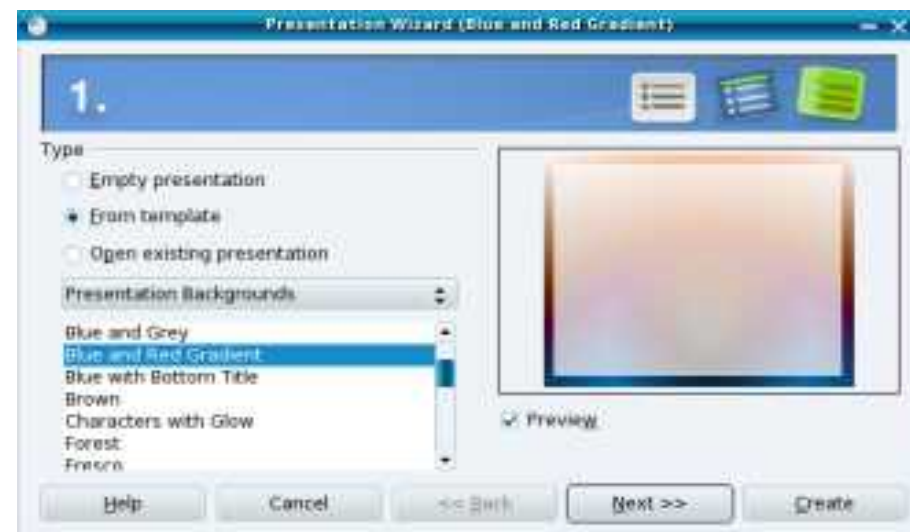 Presentation Wizard (Blue and Red Gradient)
1.
Type
Empty presentation
From template
Open existing presentation
Presentation Backgrounds
Blue and Grey
Blue and Red Gradient
Blue with Bottom Title
Brown
Characters with Glow
Forest
Fresco
Preview
Help
Cancel
<< Back
Next >>
Create